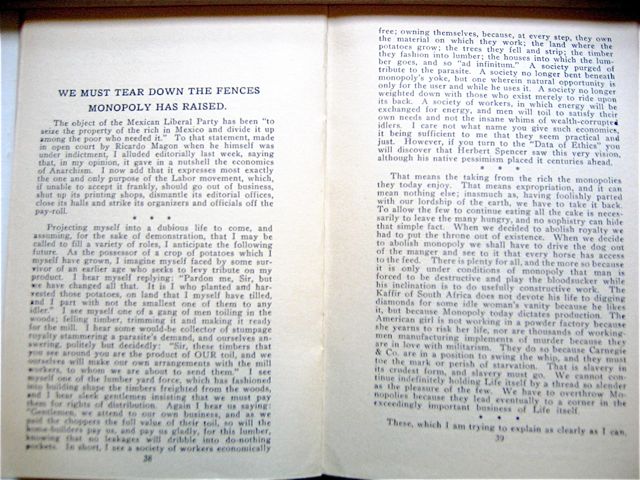 WE MUST TEAR DOWN THE FENCES
MONOPOLY HAS RAISED.
The object of the Mexican Liberal Party has been "to
seize the property of the rich in Mexico and divide it up
among the poor who needed it." To that statement, made
in open court by Ricardo Magon when he himself was
under indictment, I alluded editorially last week, saying
that, in my opinion, it gave in a nutshell the economics
of Anarchism. I now add that it expresses most exactly
the one and only purpose of the Labor movement, which,
if unable to accept it frankly, should go out of business,
shut up its printing shops, dismantle its editorial offices,
close its halls and strike its organizers and officials off the
pay-roll.
* * *
Projecting myself into a dubious life to come, and
assuming, for the sake of demonstration, that I may be
called to fill a variety of roles, I anticipate the following
future. As the possessor of a crop of potatoes which I
myself have grown, I imagine myself faced by some sur-
vivor of an earlier age who seeks to levy tribute on my
product. I hear myself replying: "Pardon me, Sir, but
we have changed all that. It is I who planted and har-
vested those potatoes, on land that I myself have tilled,
and I part with not the smallest one of them to any
idler." I see myself one of a gang of men toiling in the
woods; felling timber, trimming it and making it ready
for the mill. I hear some would-be collector of stumpage
royalty stammering a parasite's demand, and ourselves an-
swering, politely but decidedly: "Sir, these timbers that
you see around you are the product of OUR toil, and we
ourselves will make our own arrangements with the mill
workers, to whom we are about to send them." I see
myself one of the lumber yard force, which has fashioned
into building shape the timbers freighted from the woods,
and I hear sleek gentlemen insisting that we must pay
them for rights of distribution. Again I hear us saying:
"Gentlemen, we attend to our own business, and as we
paid the choppers the full value of their toil, so will the
home-builders pay us, and pay us gladly, for this lumber,
knowing that no leakages will dribble into do-nothing
pockets. In short, I see a society of workers economically
38
free; owning themselves, because, at every step, they own
the material on which they work; the land where the
potatoes grow; the trees they fell and strip; the timber
they fashion into lumber; the houses into which the lum-
ber goes, and so "ad infinitum." A society purged of
tribute to the parasite. A society no longer bent beneath
monopoly's yoke, but one wherein natural opportunity is
only for the user and while he uses it. A society no longer
weighted down with those who exist merely to ride upon
its back. A society of workers, in which energy will be
exchanged for energy, and men will toil to satisfy their
own needs and not the insane whims of wealth-corrupted
idlers. I care not what name you give such economics,
it being sufficient to me that they seem practical and
just. However, if you turn to the "Data of Ethics" you
will discover that Herbert Spencer saw this very vision,
although his native pessimism placed it centuries ahead.
* * *
That means the taking from the rich the monopolies
they today enjoy. That means expropriation, and it can
mean nothing else; inasmuch as, having foolishly parted
with our lordship of the earth, we have to take it back.
To allow the few to continue eating all the cake is neces-
sarily to leave the many hungry, and no sophistry can hide
that simple fact. When we decided to abolish royalty we
had to put the throne out of existence. When we decide
to abolish monopoly we shall have to drive the dog out
of the manger and see to it that every horse has access
to the feed. There is plenty for all, and the more so because
it is only under conditions of monopoly that man is
forced to be destructive and play the bloodsucker while
his inclination is to do usefully constructive work. The
Kaffir of South Africa does not devote his life to digging
diamonds for some idle woman's vanity because he likes
it, but because Monopoly today dictates production. The
American girl is not working in a powder factory because
she yearns to risk her life, nor are thousands of working-
men manufacturing implements of murder because they
are in love with militarism. They do so because Carnegie
& Co. are in a position to swing the whip, and they must
toe the mark or perish of starvation. That is slavery in
its crudest form, and slavery must go. We cannot con-
tinue indefinitely holding Life itself by a thread so slender
as the pleasure of the few. We have to overthrow Mo-
nopolies because they lead eventually to a corner in the
exceedingly important business of Life itself.
* * *
These, which I am trying to explain as clearly as I can,
39